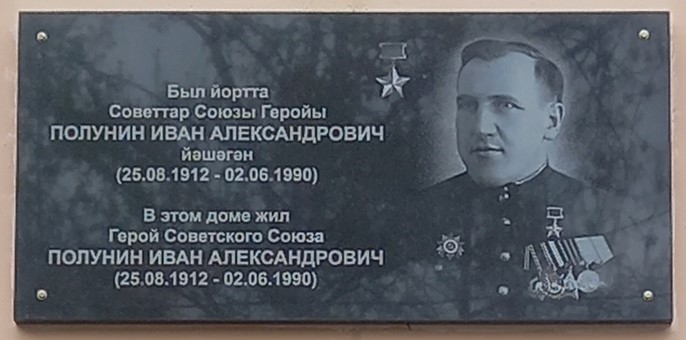 Был йортта
Советтар Союзы Геройы
ПОЛУНИН ИВАН АЛЕКСАНДРОВИЧ
йәшәгән
(25.08.1912 - 02.06.1990)
В этом доме жил
Герой Советского Союза
ПОЛУНИН ИВАН АЛЕКСАНДРОВИЧ
(25.08.1912 - 02.06.1990)